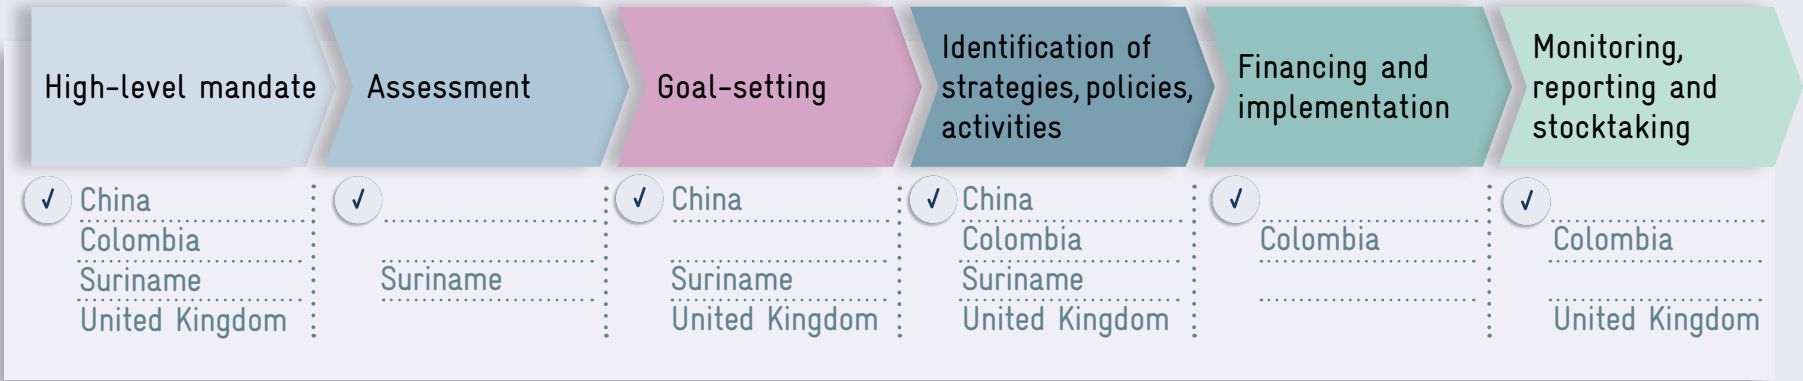 High-level mandate
Assessment
Goal-setting
Identification of
strategies, policies,
activities
Financing and
implementation
Monitoring,
reporting and
stocktaking
China
Colombia
Suriname
United Kingdom
Suriname
China
Suriname
United Kingdom
China
Colombia
Suriname
United Kingdom
Colombia
Colombia
United Kingdom